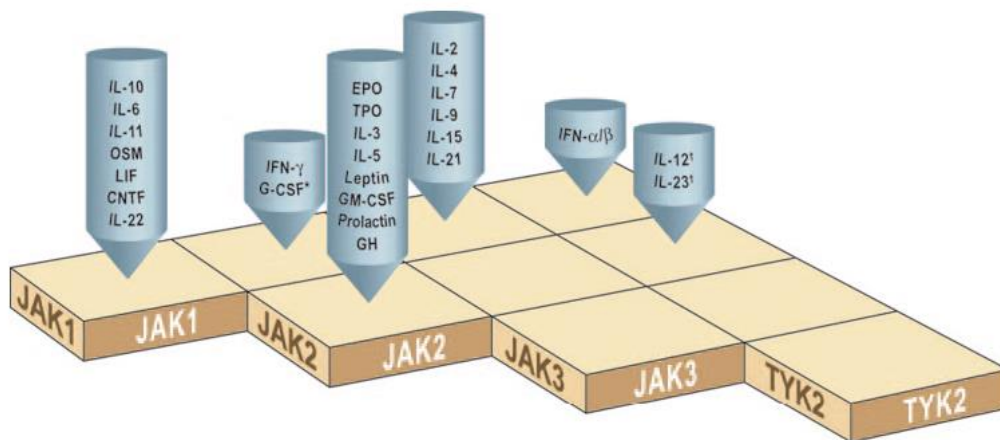 IL-10
IL-6
IL-11
OSM
LIF
CNTF
IL-22
IFN-γ
G-CSF*
EPO
TPO
IL-3
IL-5
Leptin
GM-CSF
Prolactin
GH
IL-2
IL-4
IL-7
IL-9
IL-15
IL-21
IFN-α/β
IL-12¹
IL-23¹
JAK1
JAK1
JAK2
JAK2
JAK3
JAK3
TYK2
TYK2